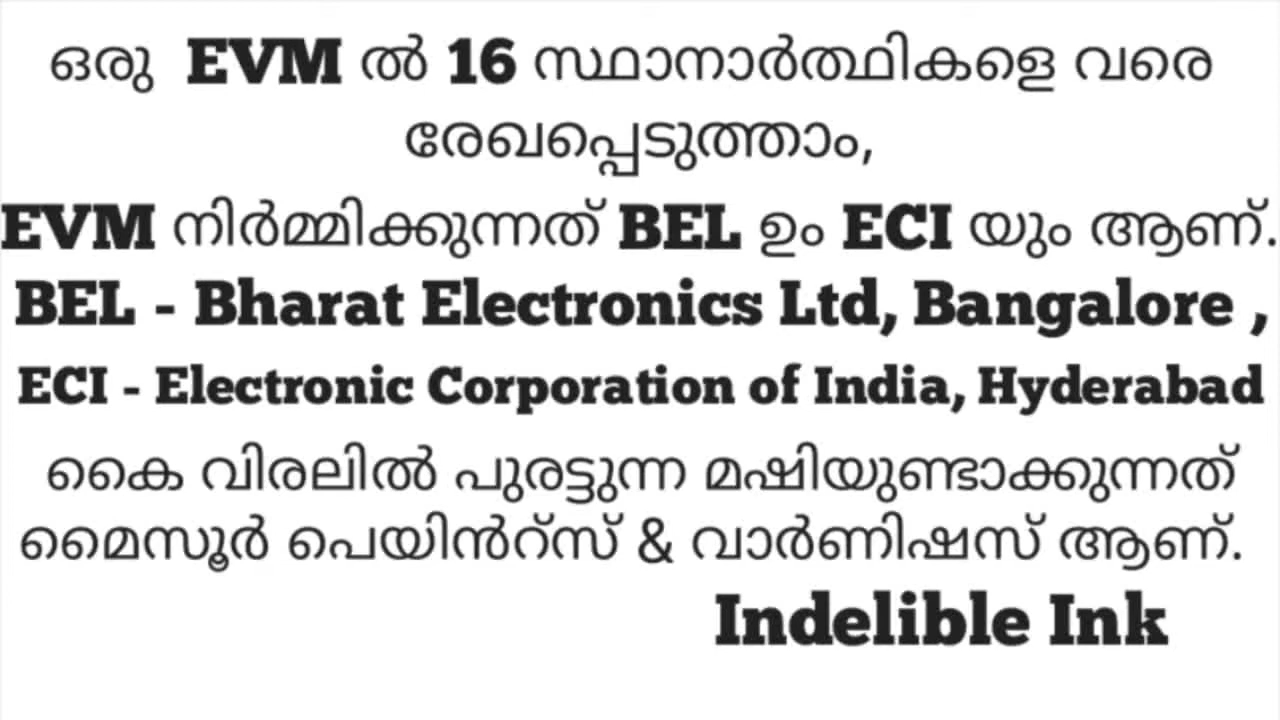 ഒരു EVM ൽ 16 സ്ഥാനാർത്ഥികളെ വരെ
രേഖപ്പെടുത്താം,
EVM നിർമ്മിക്കുന്നത് BEL ഉം ECI യും ആണ്.
BEL - Bharat Electronics Ltd, Bangalore ,
ECI - Electronic Corporation of India, Hyderabad
കൈ വിരലിൽ പുരട്ടുന്ന മഷിയുണ്ടാക്കുന്നത്
മൈസൂർ പെയിൻറ്സ് & വാർണിഷസ് ആണ്.
Indelible Ink